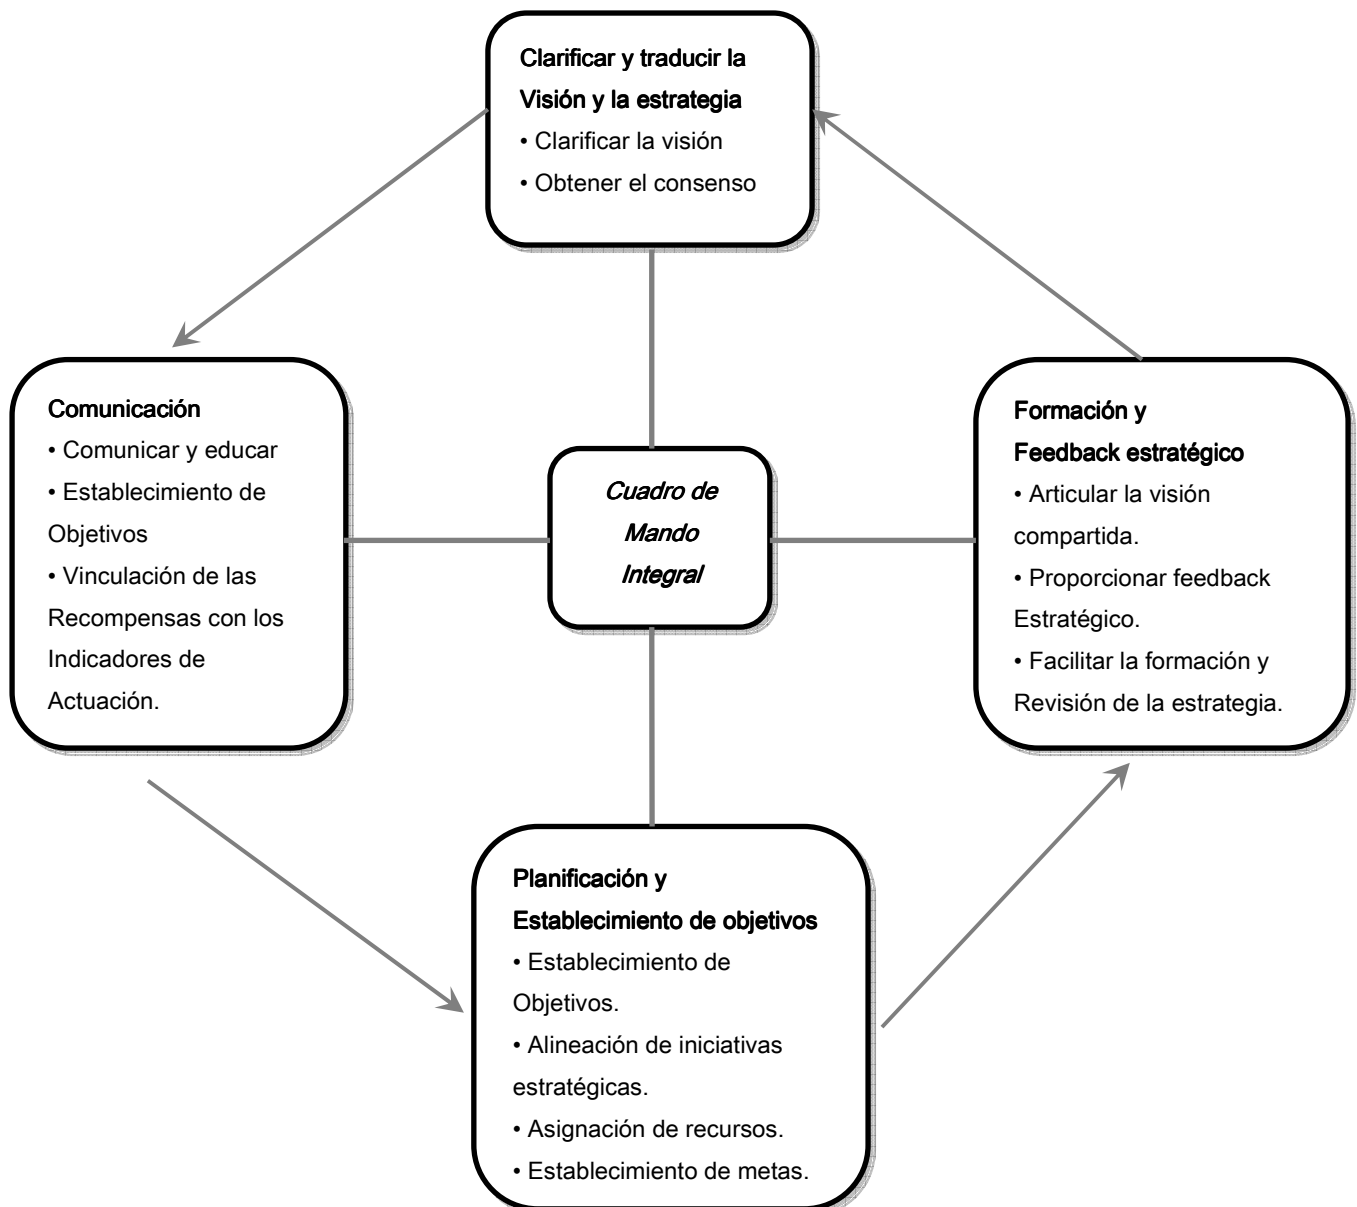 Clarificar y traducir la
Visión y la estrategia
• Clarificar la visión
• Obtener el consenso
Comunicación
• Comunicar y educar
• Establecimiento de
Objetivos
• Vinculación de las
Recompensas con los
Indicadores de
Actuación.
Cuadro de
Mando
Integral
Formación y
Feedback estratégico
• Articular la visión
compartida.
• Proporcionar feedback
Estratégico.
• Facilitar la formación y
Revisión de la estrategia.
Planificación y
Establecimiento de objetivos
• Establecimiento de
Objetivos.
• Alineación de iniciativas
estratégicas.
• Asignación de recursos.
• Establecimiento de metas.